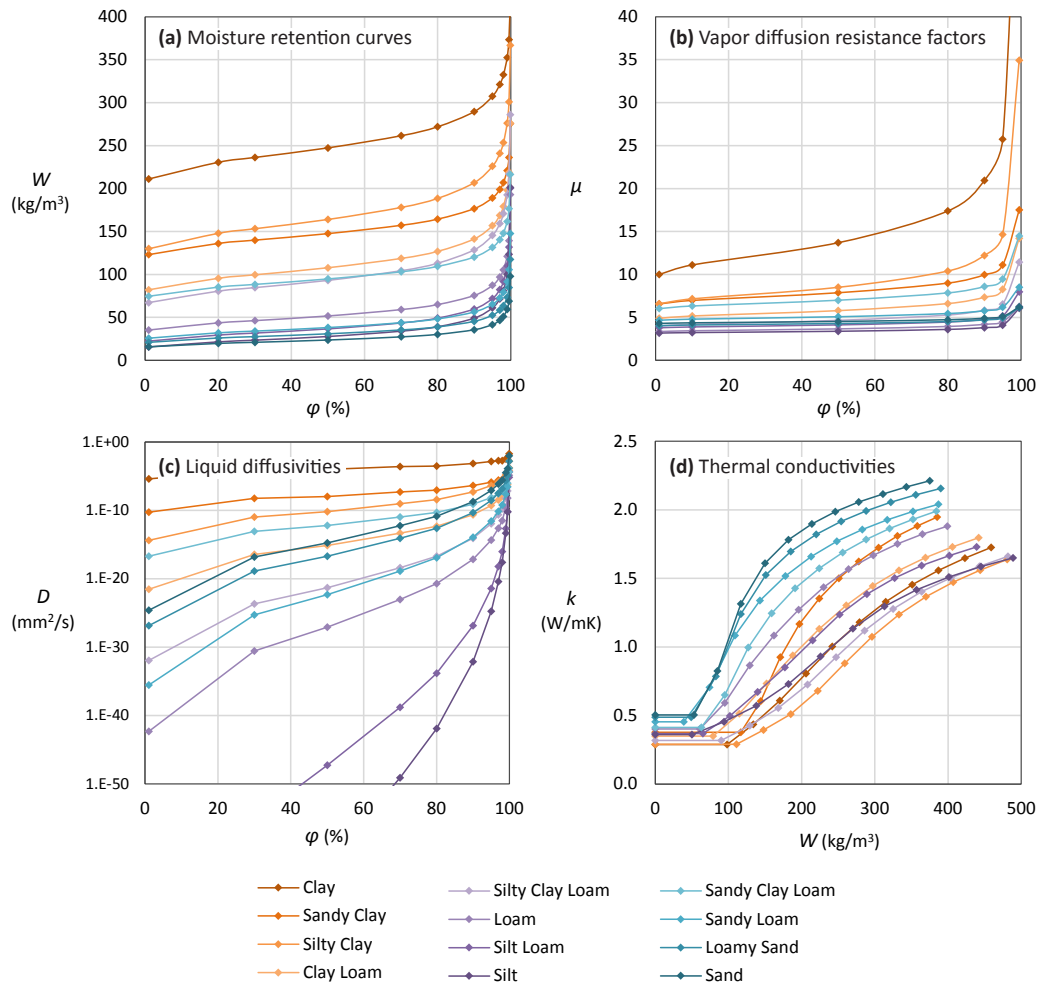 (a) Moisture retention curves
400
350
300
250
200
150
100
50
0
W
(kg/m³)
0 20 40 60 80 100
φ (%)
(b) Vapor diffusion resistance factors
40
35
30
25
20
15
10
5
0
μ
0 20 40 60 80 100
φ (%)
(c) Liquid diffusivities
1.E+00
1.E-10
1.E-20
1.E-30
1.E-40
1.E-50
D
(mm²/s)
0 20 40 60 80 100
φ (%)
(d) Thermal conductivities
2.5
2.0
1.5
1.0
0.5
0.0
k
(W/mK)
0 100 200 300 400 500
W (kg/m³)
Clay
Sandy Clay
Silty Clay
Clay Loam
Silty Clay Loam
Loam
Silt Loam
Silt
Sandy Clay Loam
Sandy Loam
Loamy Sand
Sand